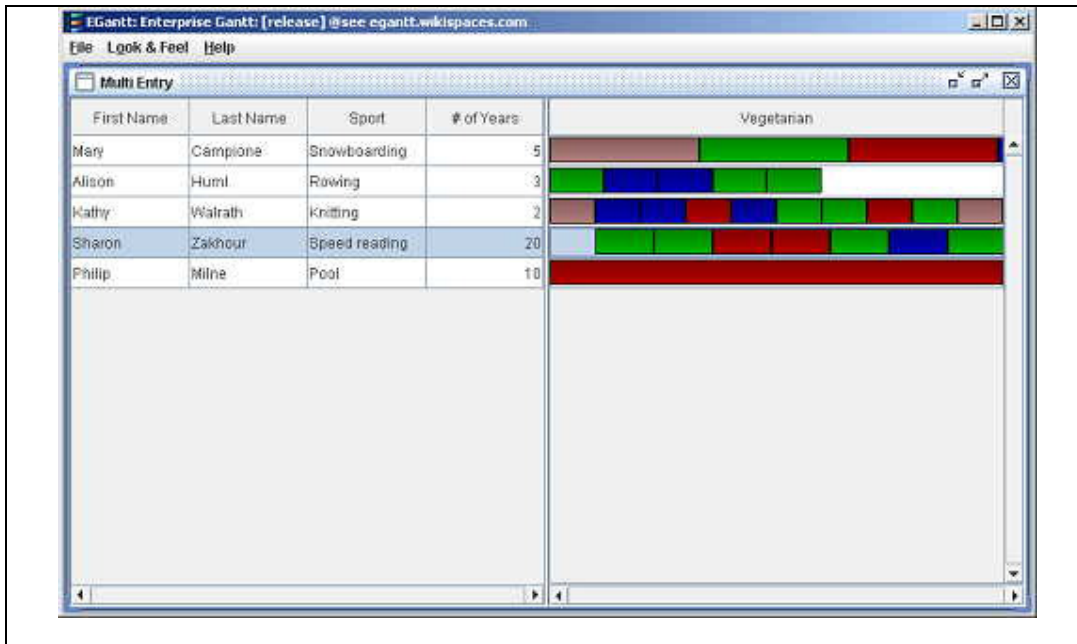 EGantt: Enterprise Gantt: [release] @see egantt.wikispaces.com
File Look & Feel Help
Multi Entry
First Name Last Name Sport # of Years Vegetarian
Mary Campione Snowboarding 5
Alison Huml Rowing 3
Kathy Walrath Knitting 2
Sharon Zakhour Speed reading 20
Philip Milne Pool 10